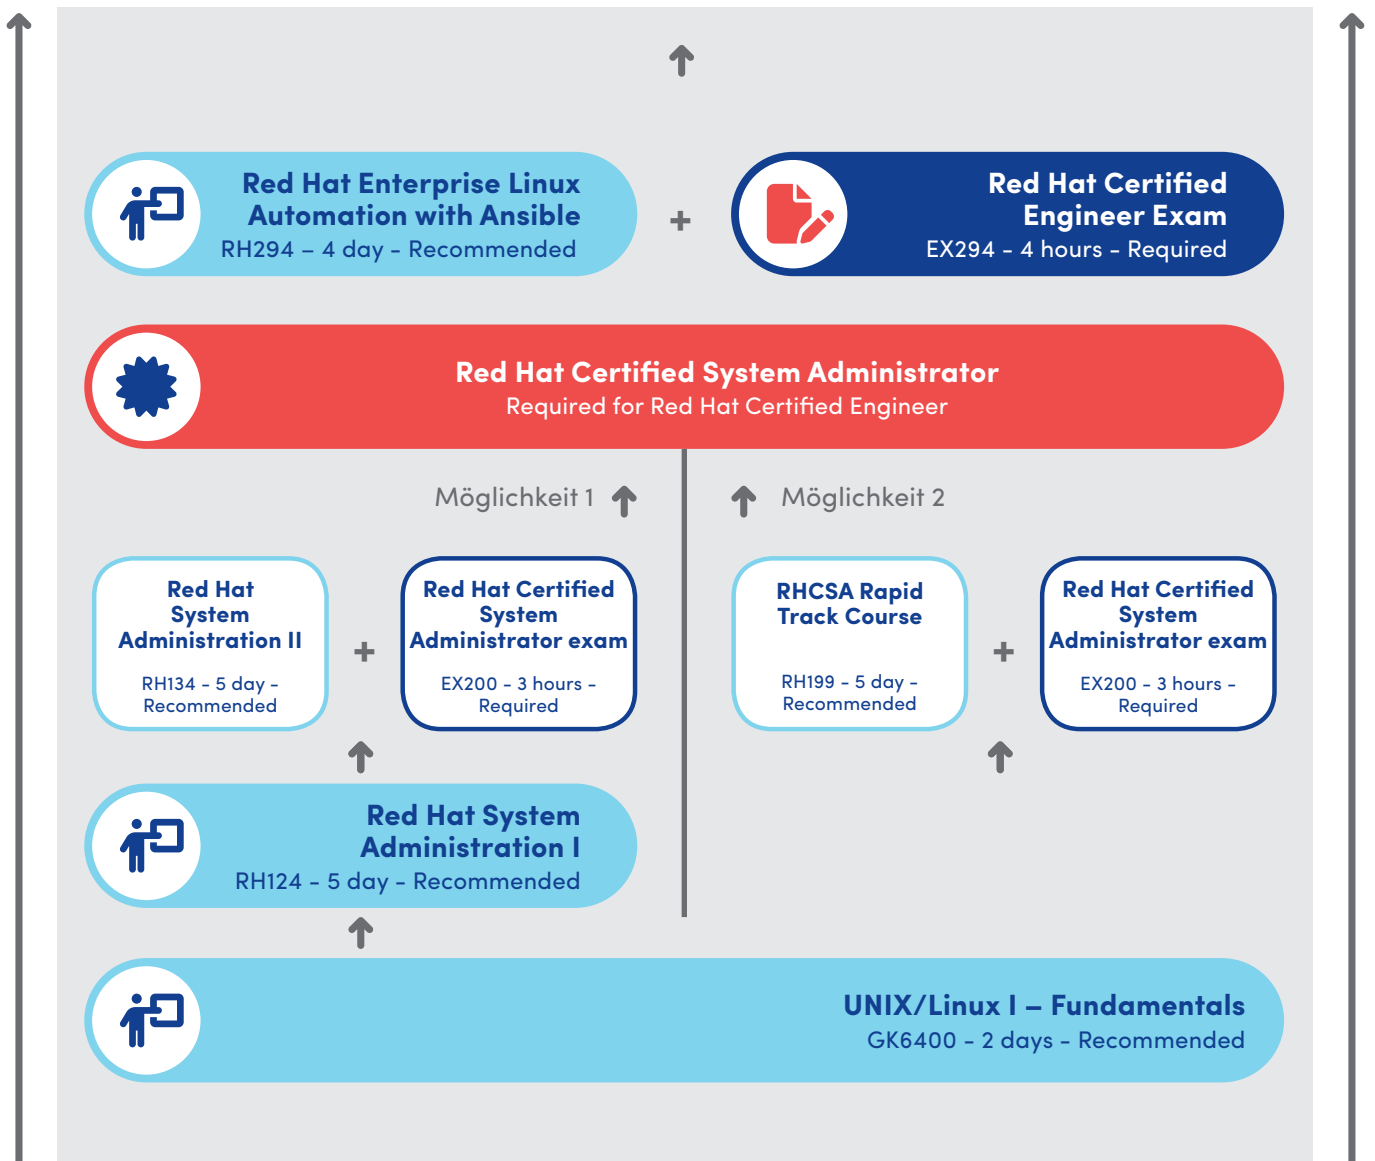 Red Hat Enterprise Linux
Automation with Ansible
RH294 – 4 day - Recommended
+
Red Hat Certified
Engineer Exam
EX294 - 4 hours - Required
Red Hat Certified System Administrator
Required for Red Hat Certified Engineer
Möglichkeit 1
Möglichkeit 2
Red Hat
System
Administration II
RH134 - 5 day -
Recommended
+
Red Hat Certified
System
Administrator exam
EX200 - 3 hours -
Required
RHCSA Rapid
Track Course
RH199 - 5 day -
Recommended
+
Red Hat Certified
System
Administrator exam
EX200 - 3 hours -
Required
Red Hat System
Administration I
RH124 - 5 day - Recommended
UNIX/Linux I – Fundamentals
GK6400 - 2 days - Recommended